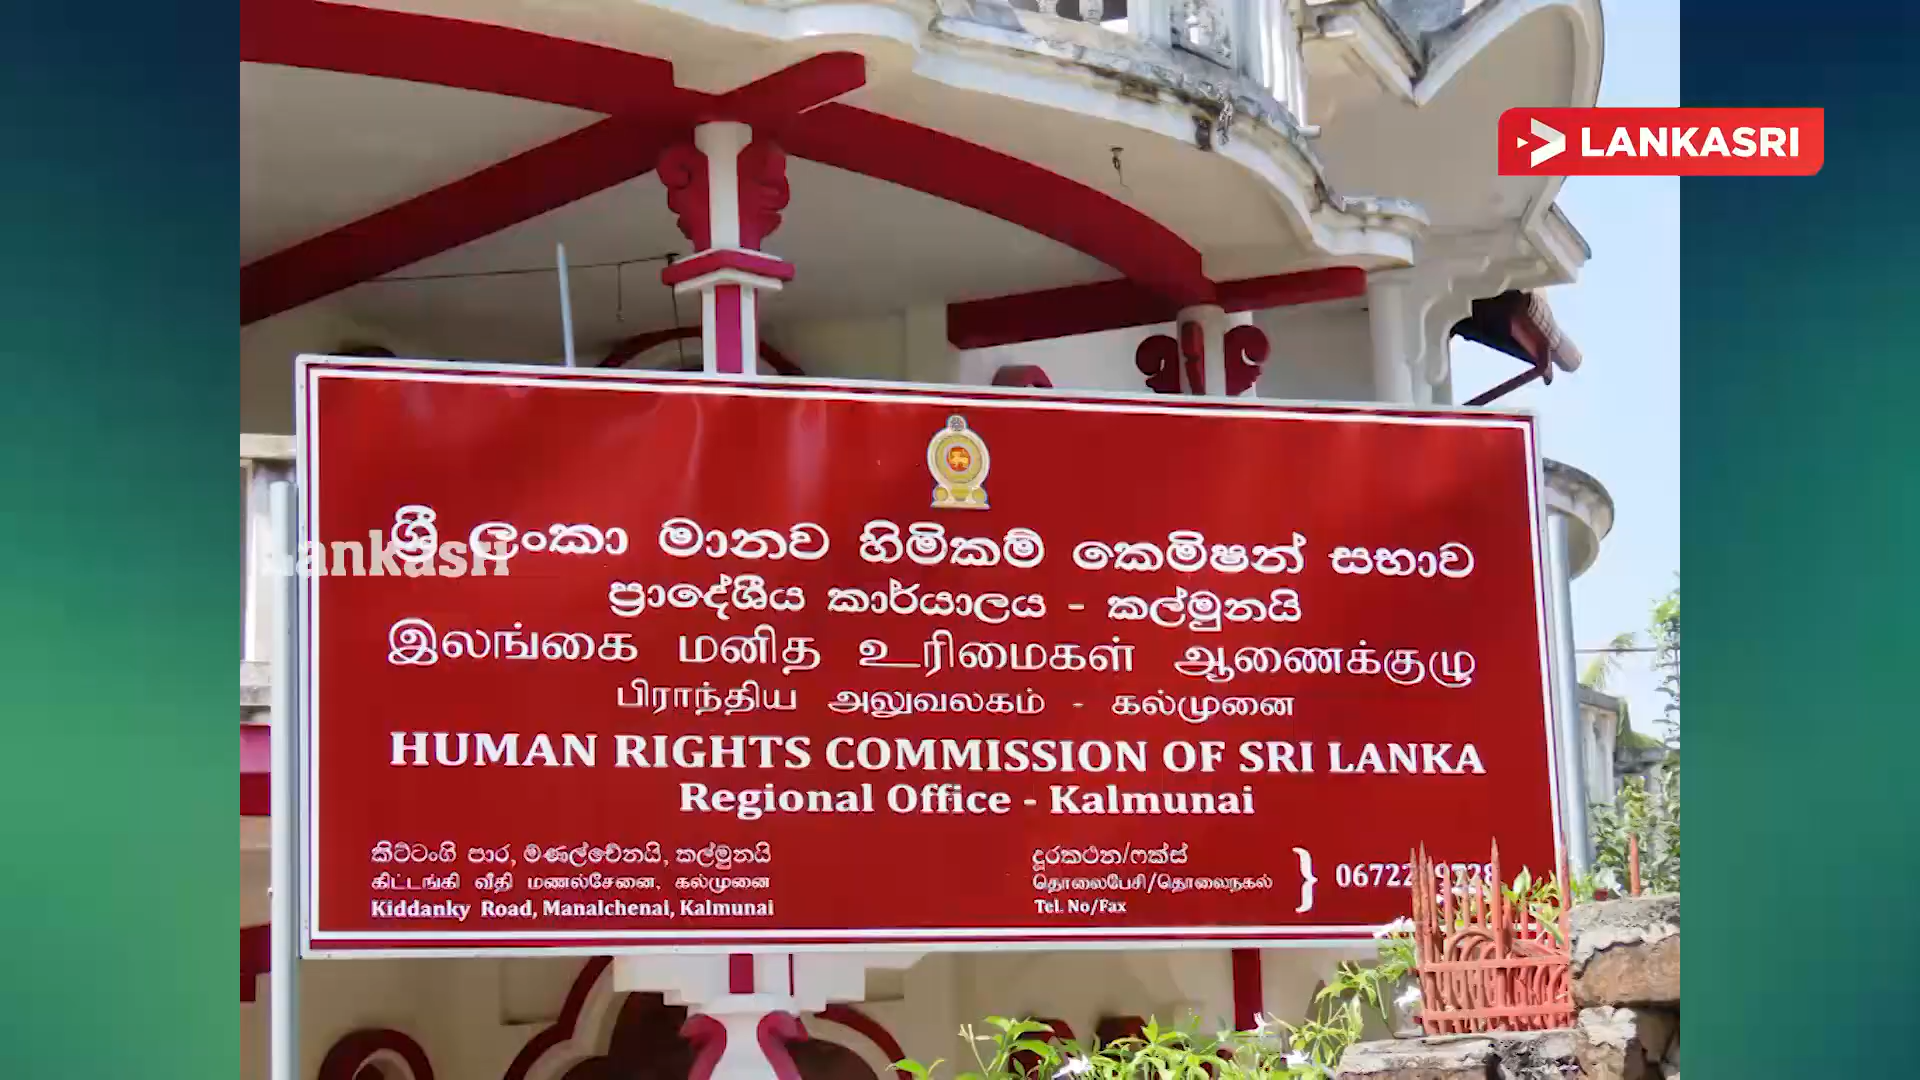 LANKASRI
ශ්‍රී ලංකා මානව හිමිකම් කොමිෂන් සභාව
Lankasri
ප්‍රාදේශීය කාර්යාලය - කල්මුනයි
இலங்கை மனித உரிமைகள் ஆணைக்குழு
பிராந்திய அலுவலகம் - கல்முனை
HUMAN RIGHTS COMMISSION OF SRI LANKA
Regional Office - Kalmunai
කිට්ටංගි පාර, මණල්චේනයි, කල්මුනයි
கிட்டங்கி வீதி மணல்சேனை, கல்முனை
Kiddanky Road, Manalchenai, Kalmunai
දුරකථන/ෆක්ස්
தொலைபேசி/தொலைநகல்
Tel. No/Fax